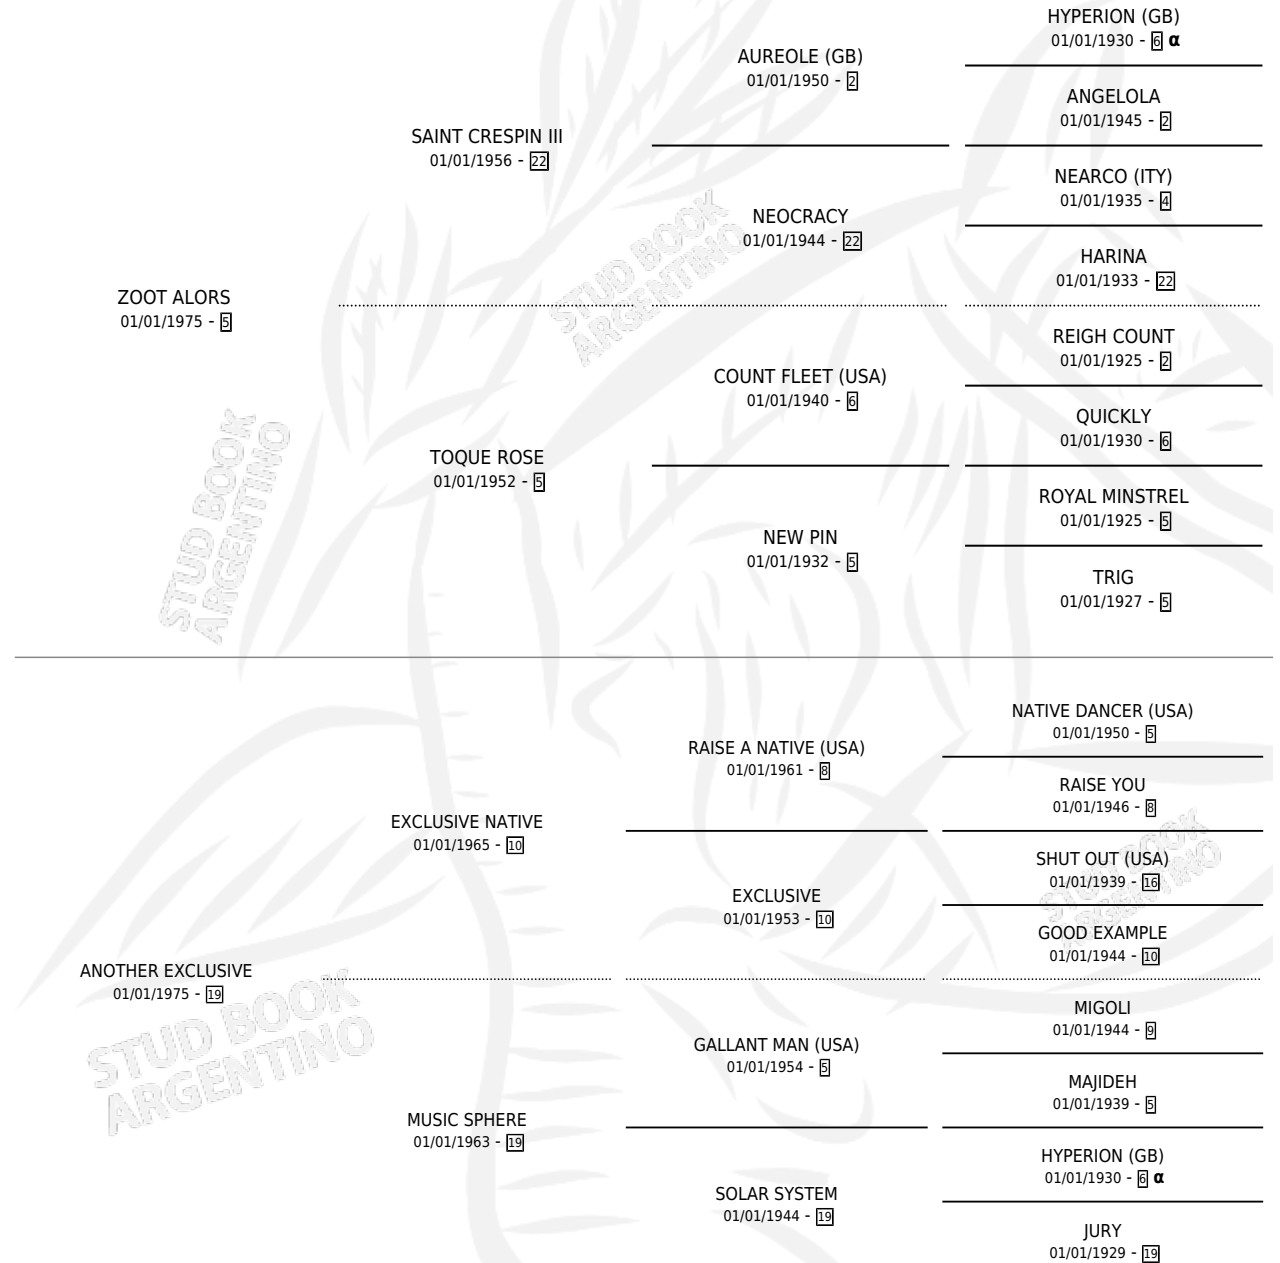 HYPERION (GB)
01/01/1930 - 6 α
AUREOLE (GB)
01/01/1950 - 2
ANGELOLA
01/01/1945 - 2
SAINT CRESPIN III
01/01/1956 - 22
NEARCO (ITY)
01/01/1935 - 4
NEOCRACY
01/01/1944 - 22
HARINA
01/01/1933 - 22
ZOOT ALORS
01/01/1975 - 5
REIGH COUNT
01/01/1925 - 2
COUNT FLEET (USA)
01/01/1940 - 6
QUICKLY
01/01/1930 - 6
TOQUE ROSE
01/01/1952 - 5
ROYAL MINSTREL
01/01/1925 - 5
NEW PIN
01/01/1932 - 5
TRIG
01/01/1927 - 5
STUD BOOK
ARGENTINO
STUD BOOK
ARGENTINO
NATIVE DANCER (USA)
01/01/1950 - 5
RAISE A NATIVE (USA)
01/01/1961 - 8
RAISE YOU
01/01/1946 - 8
EXCLUSIVE NATIVE
01/01/1965 - 10
SHUT OUT (USA)
01/01/1939 - 16
EXCLUSIVE
01/01/1953 - 10
GOOD EXAMPLE
01/01/1944 - 10
ANOTHER EXCLUSIVE
01/01/1975 - 19
MIGOLI
01/01/1944 - 9
GALLANT MAN (USA)
01/01/1954 - 5
MAJIDEH
01/01/1939 - 5
MUSIC SPHERE
01/01/1963 - 19
HYPERION (GB)
01/01/1930 - 6 α
SOLAR SYSTEM
01/01/1944 - 19
JURY
01/01/1929 - 19
STUD BOOK
ARGENTINO
STUD BOOK
ARGENTINO